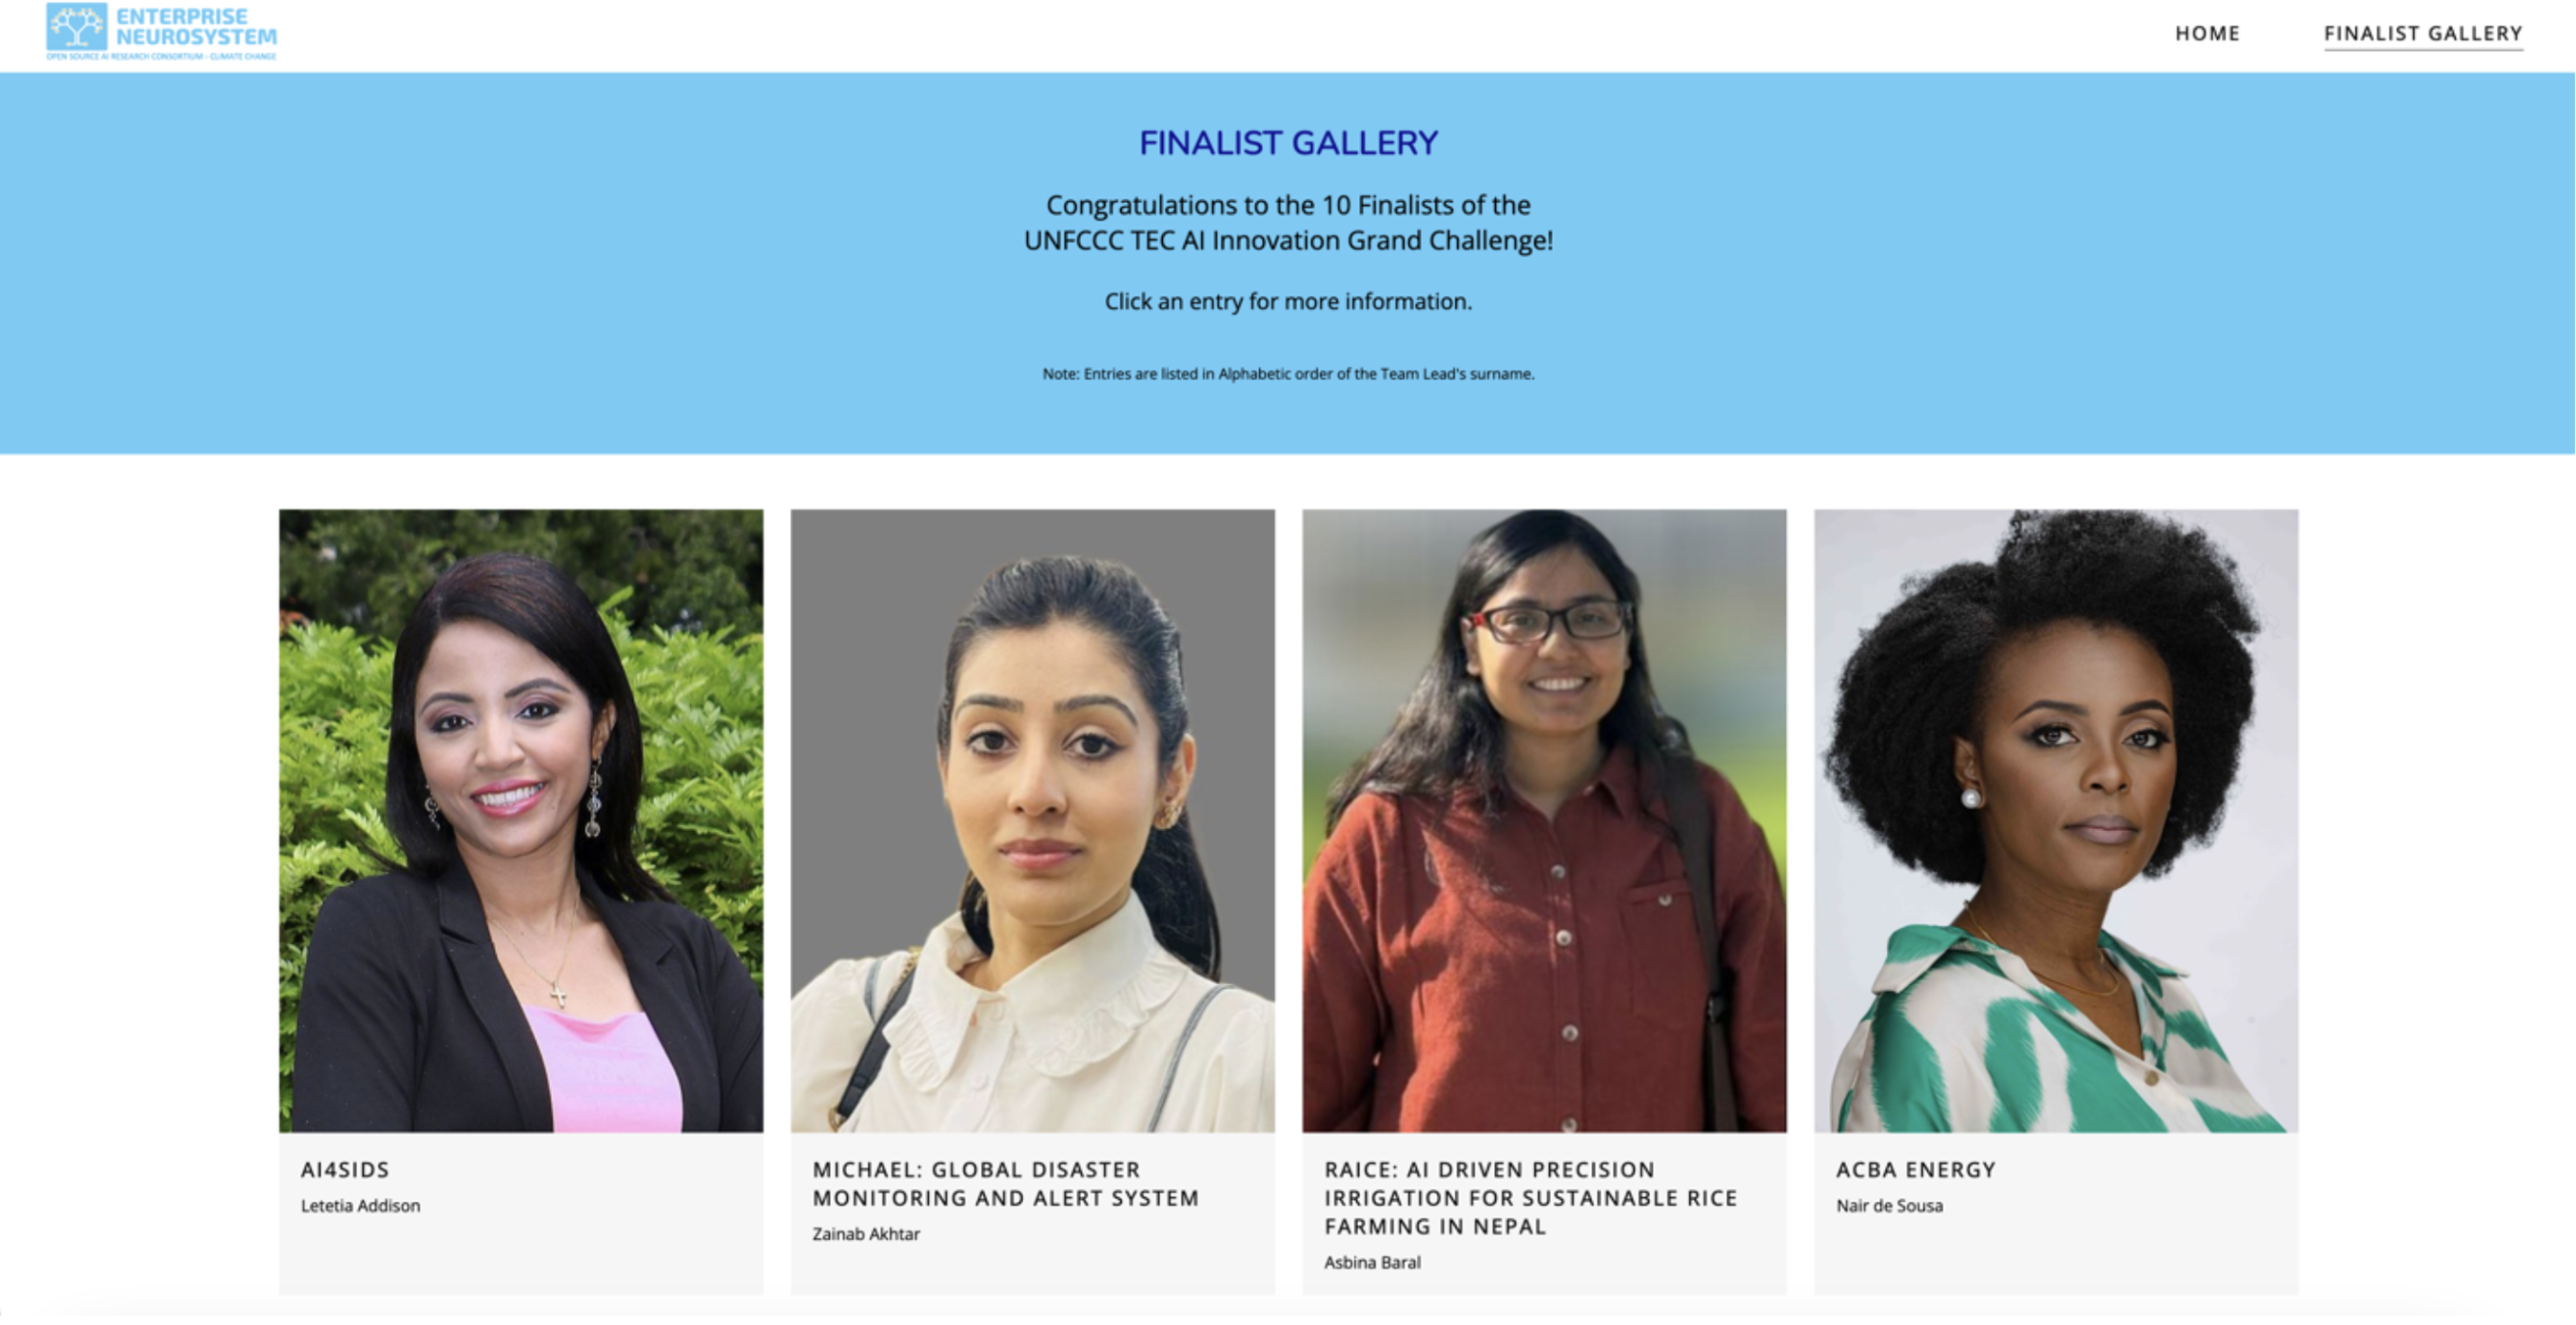 ENTERPRISE
NEUROSYSTEM
OPEN SOURCE AI RESEARCH CONSORTIUM - CLIMATE CHANGE
HOME
FINALIST GALLERY
FINALIST GALLERY
Congratulations to the 10 Finalists of the
UNFCCC TEC AI Innovation Grand Challenge!
Click an entry for more information.
Note: Entries are listed in Alphabetic order of the Team Lead's surname.
AI4SIDS
Letetia Addison
MICHAEL: GLOBAL DISASTER
MONITORING AND ALERT SYSTEM
Zainab Akhtar
RAICE: AI DRIVEN PRECISION
IRRIGATION FOR SUSTAINABLE RICE
FARMING IN NEPAL
Asbina Baral
ACBA ENERGY
Nair de Sousa